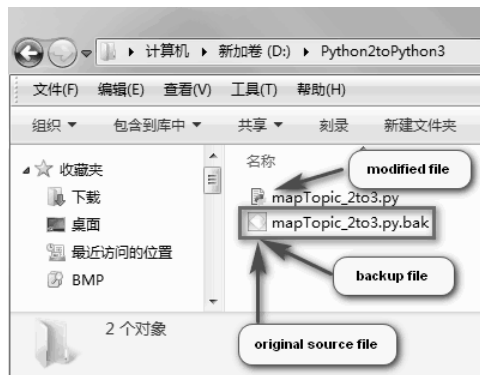 计算机 新加卷 (D:) Python2toPython3
文件(F) 编辑(E) 查看(V) 工具(T) 帮助(H)
组织 包含到库中 共享 刻录 新建文件夹
收藏夹
下载
桌面
最近访问的位置
BMP
名称
modified file
mapTopic_2to3.py
mapTopic_2to3.py.bak
backup file
original source file
2 个对象